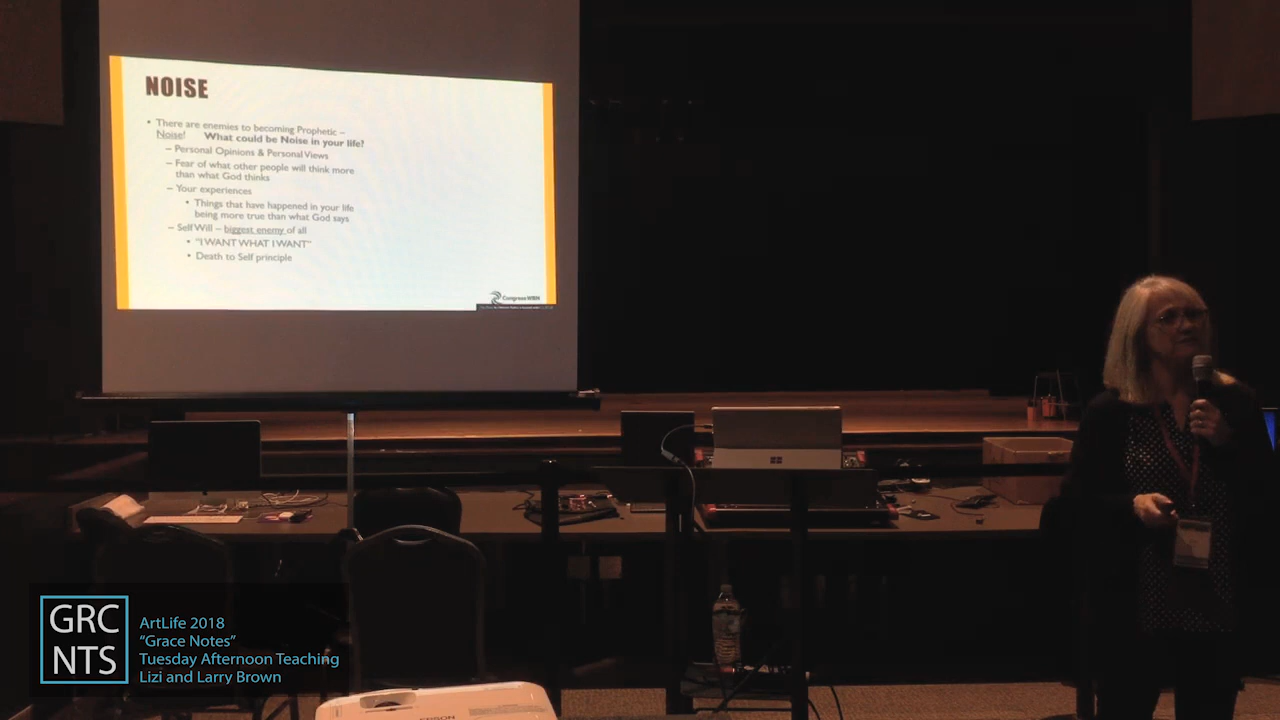 NOISE
• There are enemies to becoming Prophetic –
Noise! What could be Noise in your life?
– Personal Opinions & Personal Views
– Fear of what other people will think more
than what God thinks
– Your experiences
• Things that have happened in your life
being more true than what God says
– Self Will – biggest enemy of all
• "I WANT WHAT I WANT"
• Death to Self principle
Congress WBN
GRC
NTS
ArtLife 2018
“Grace Notes”
Tuesday Afternoon Teaching
Lizi and Larry Brown
EPSON